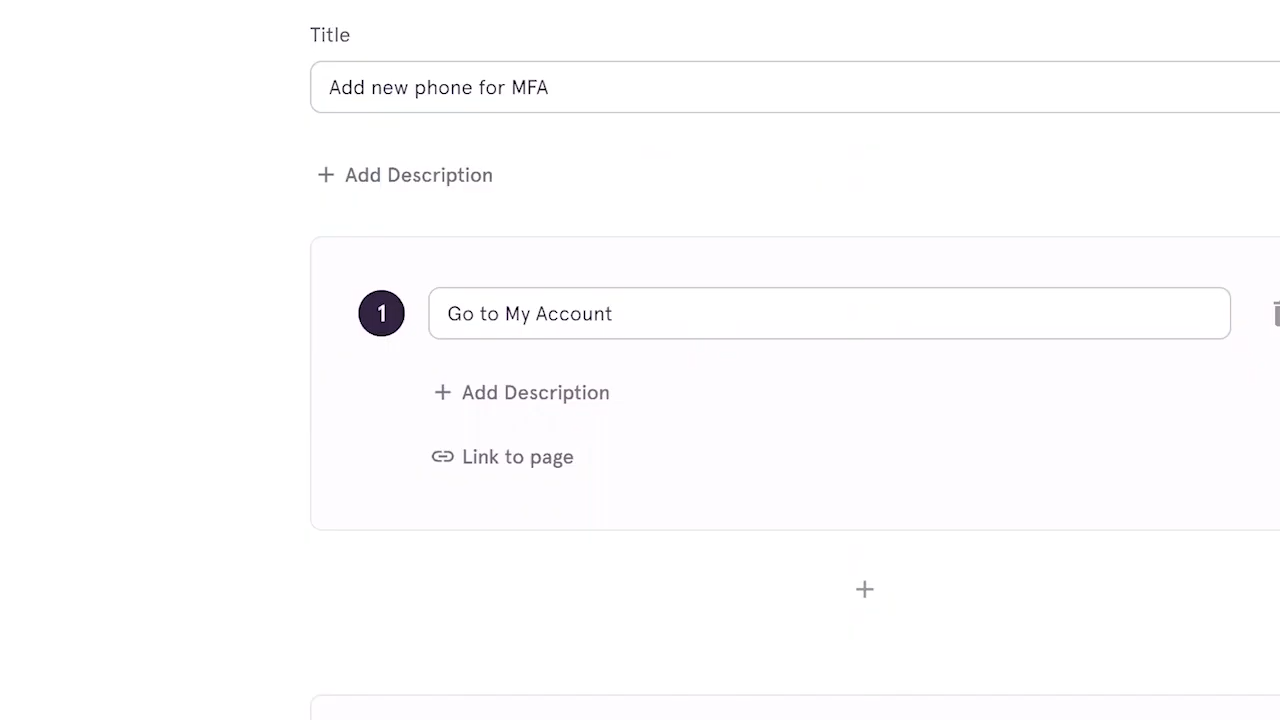 Title
Add new phone for MFA
Add Description
1
Go to My Account
Add Description
Link to page